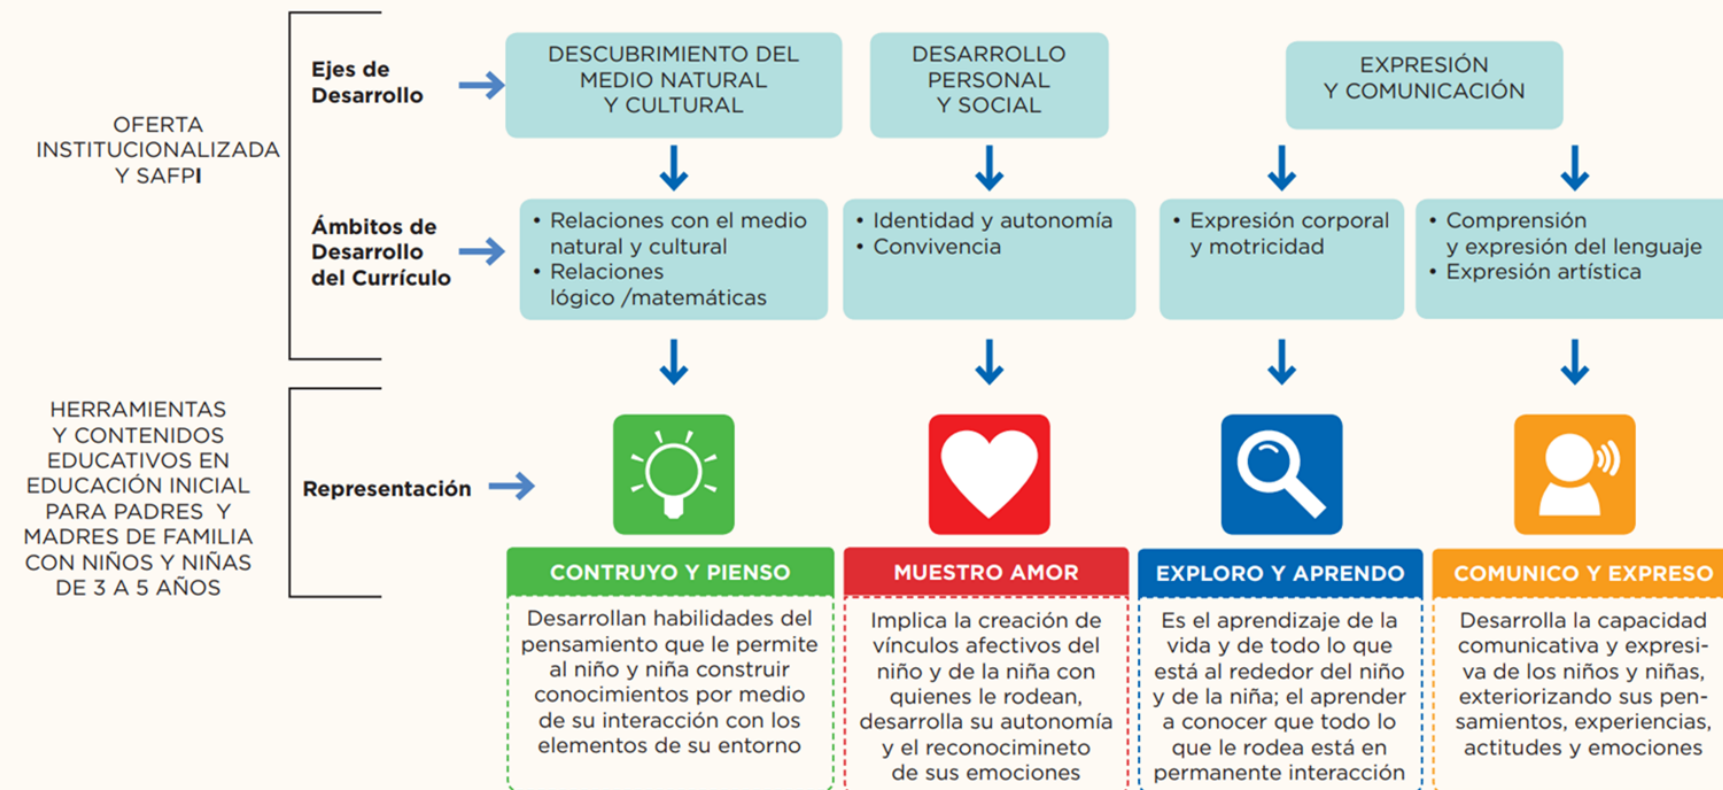 OFERTA
INSTITUCIONALIZADA
Y SAFPI
Ejes de
Desarrollo
DESCUBRIMIENTO DEL
MEDIO NATURAL
Y CULTURAL
DESARROLLO
PERSONAL
Y SOCIAL
EXPRESIÓN
Y COMUNICACIÓN
Ámbitos de
Desarrollo
del Currículo
• Relaciones con el medio
natural y cultural
• Relaciones
lógico /matemáticas
• Identidad y autonomía
• Convivencia
• Expresión corporal
y motricidad
• Comprensión
y expresión del lenguaje
• Expresión artística
HERRAMIENTAS
Y CONTENIDOS
EDUCATIVOS EN
EDUCACIÓN INICIAL
PARA PADRES Y
MADRES DE FAMILIA
CON NIÑOS Y NIÑAS
DE 3 A 5 AÑOS
Representación
CONTRUYO Y PIENSO
Desarrollan habilidades del
pensamiento que le permite
al niño y niña construir
conocimientos por medio
de su interacción con los
elementos de su entorno
MUESTRO AMOR
Implica la creación de
vínculos afectivos del
niño y de la niña con
quienes le rodean,
desarrolla su autonomía
y el reconocimineto
de sus emociones
EXPLORO Y APRENDO
Es el aprendizaje de la
vida y de todo lo que
está al rededor del niño
y de la niña; el aprender
a conocer que todo lo
que le rodea está en
permanente interacción
COMUNICO Y EXPRESO
Desarrolla la capacidad
comunicativa y expresi-
va de los niños y niñas,
exteriorizando sus pen-
samientos, experiencias,
actitudes y emociones